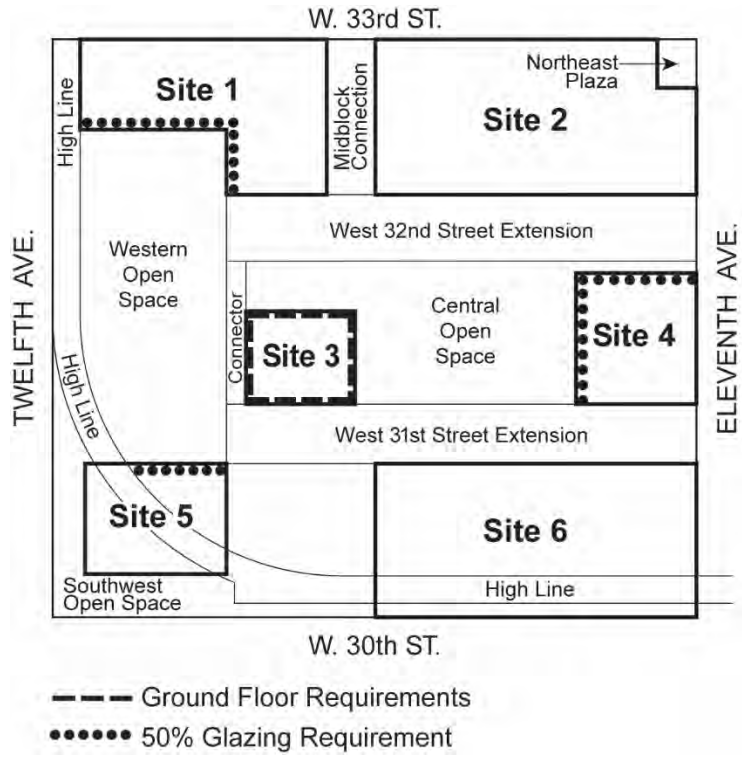 W. 33rd ST.
High Line
Site 1
Midblock
Connection
Site 2
Northeast
Plaza
TWELFTH AVE.
Western
Open
Space
West 32nd Street Extension
Connector
Site 3
Central
Open
Space
Site 4
ELEVENTH AVE.
High Line
West 31st Street Extension
Site 5
Site 6
Southwest
Open Space
High Line
W. 30th ST.
Ground Floor Requirements
50% Glazing Requirement